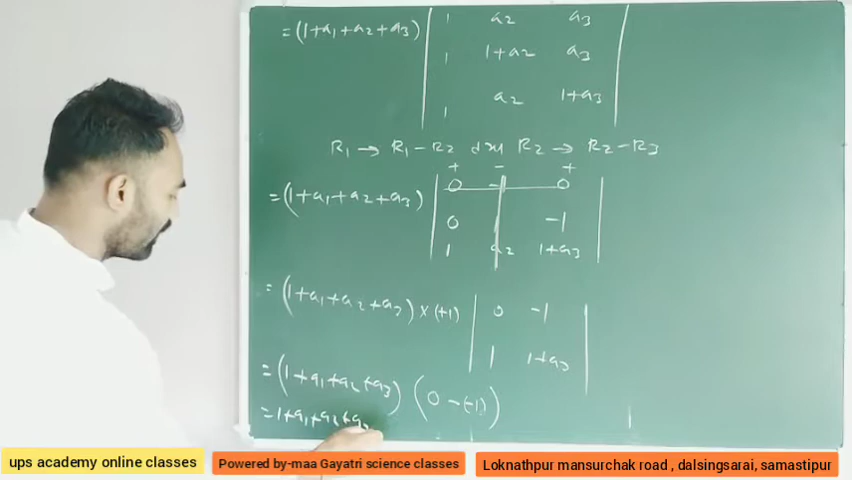 =(1+a₁+a₂+a₃) | 1 a₂ a₃ |
| 1 1+a₂ a₃ |
| 1 a₂ 1+a₃ |
R₁ → R₁-R₂ तथा R₂ → R₂-R₃
+ - +
=(1+a₁+a₂+a₃) | 0 -1 0 |
| 0 -1 |
| 1 a₂ 1+a₃ |
=(1+a₁+a₂+a₃)×(+1) | 0 -1 |
| 1 1+a₃ |
=(1+a₁+a₂+a₃) (0-(-1))
=1+a₁+a₂+a₃
ups academy online classes
Powered by-maa Gayatri science classes
Loknathpur mansurchak road , dalsingsarai, samastipur